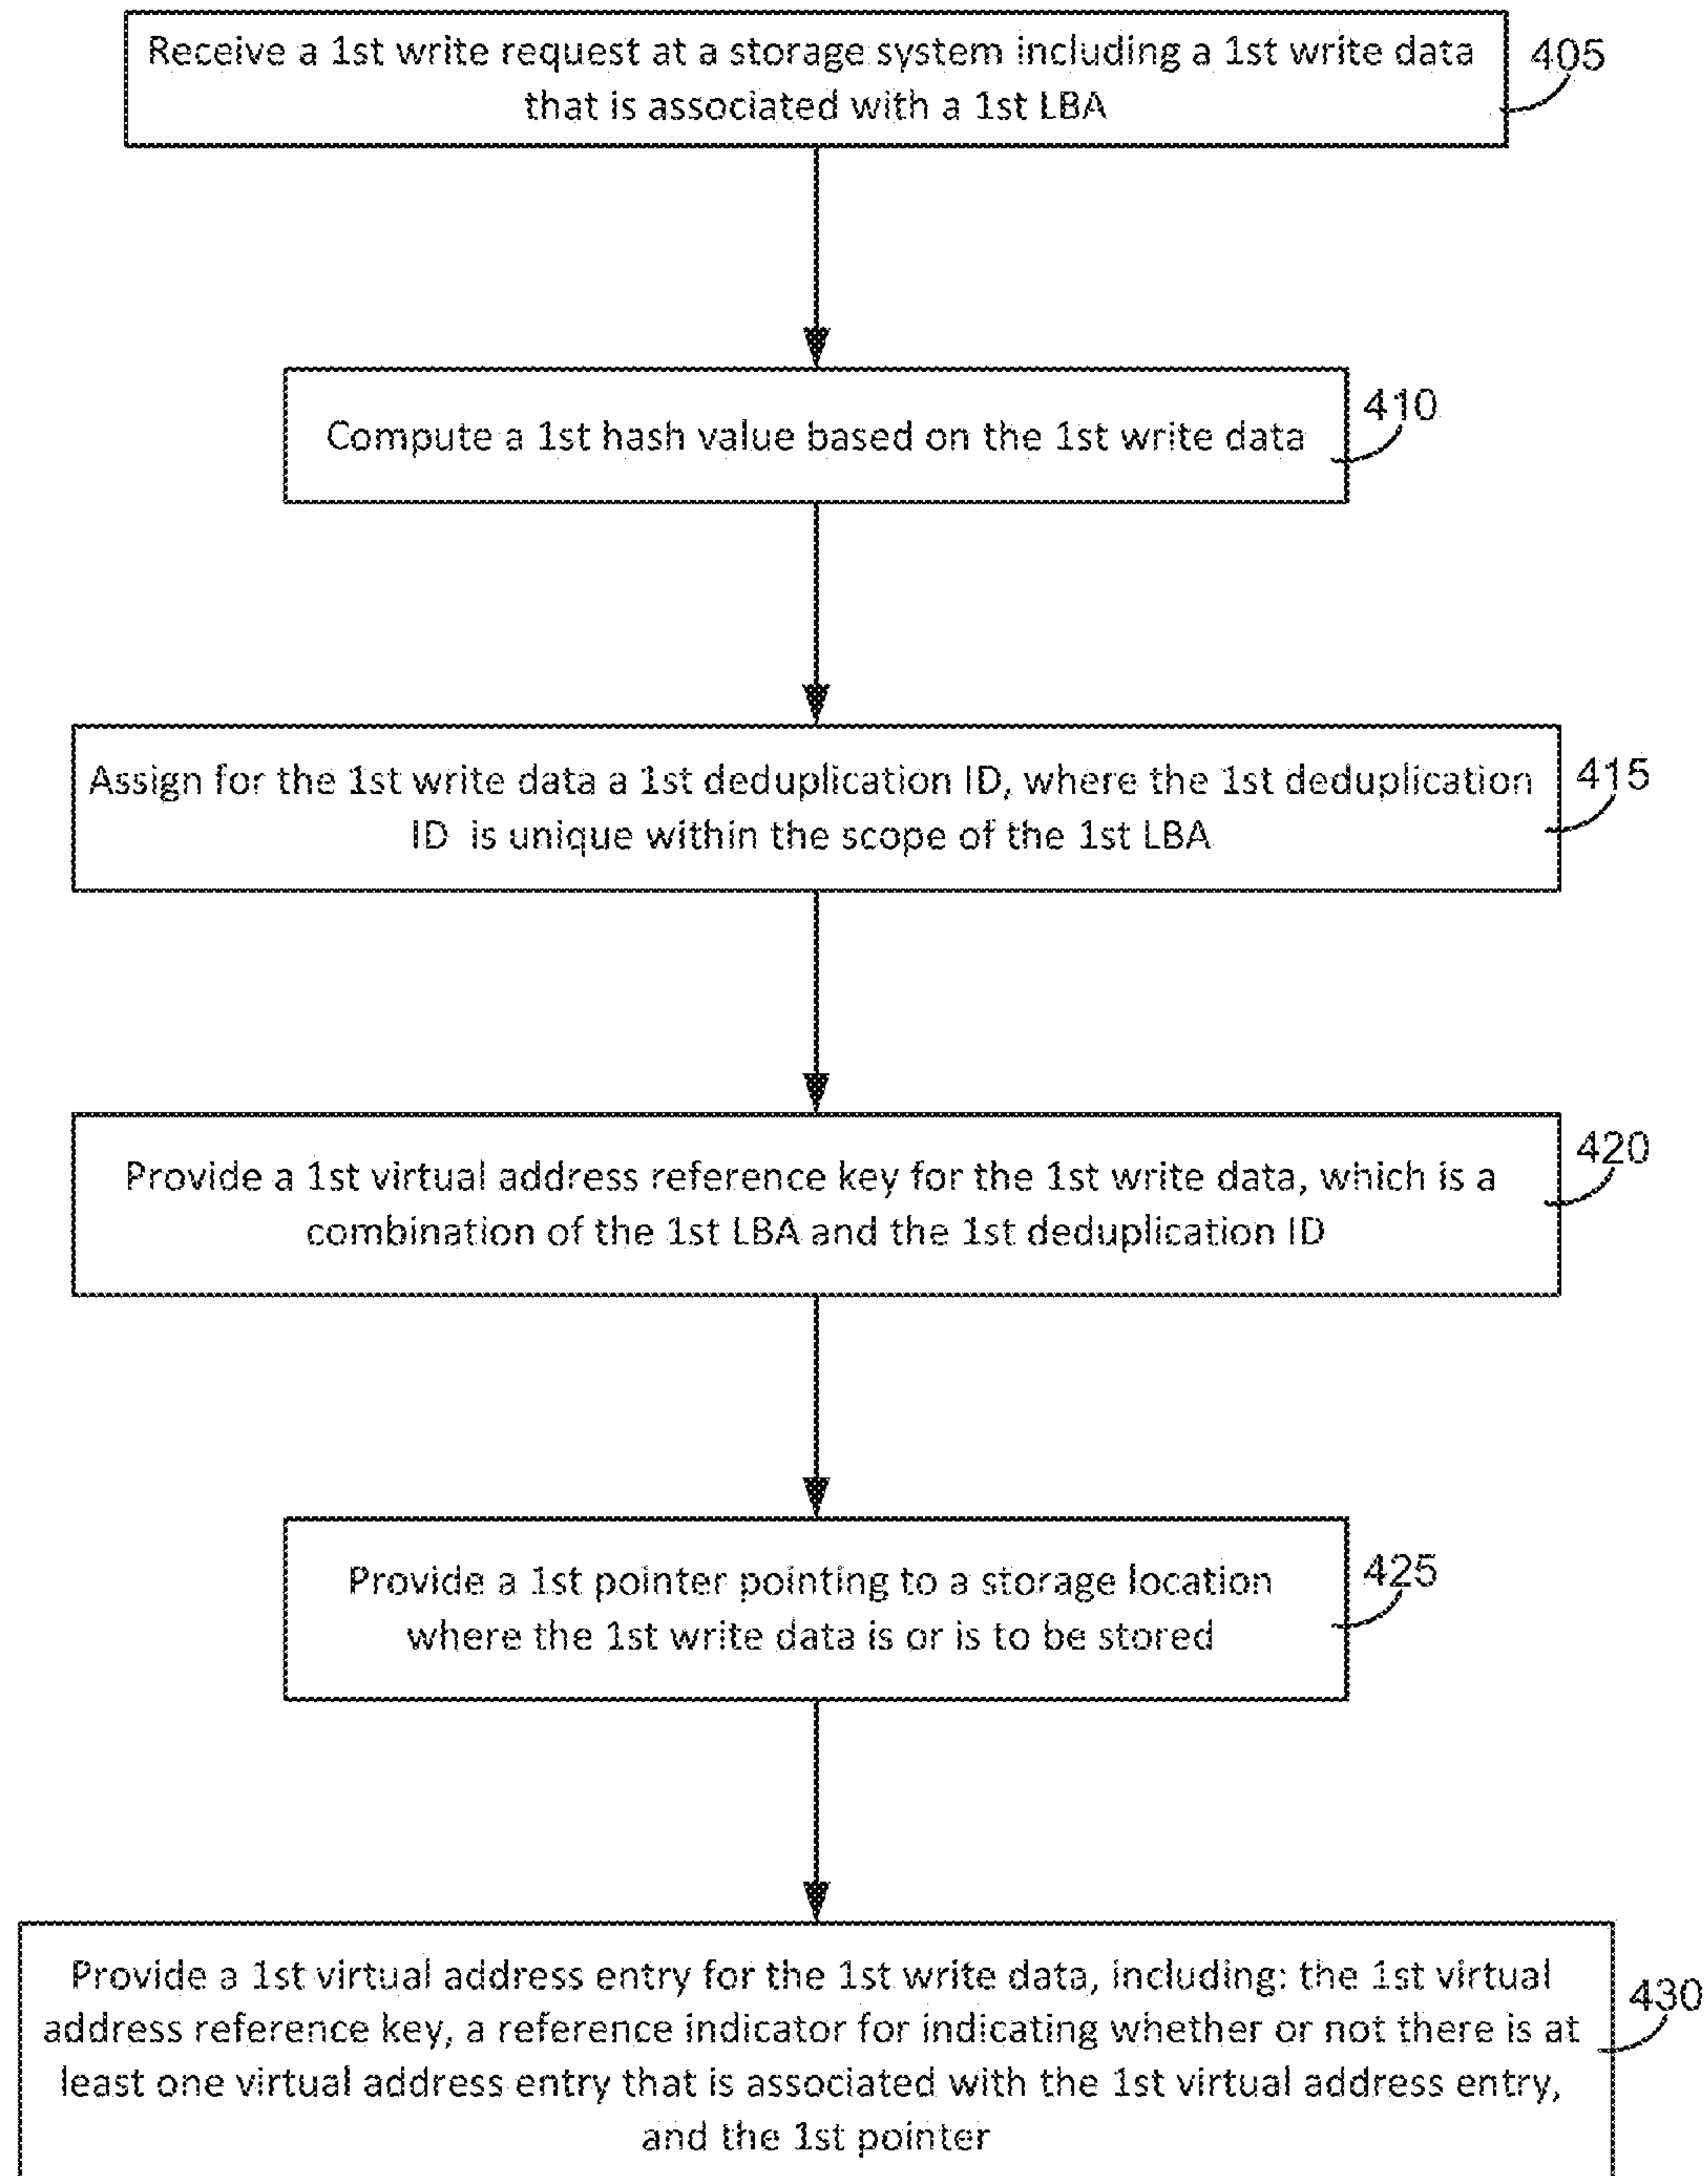 Receive a 1st write request at a storage system including a 1st write data
that is associated with a 1st LBA
405
Compute a 1st hash value based on the 1st write data
410
Assign for the 1st write data a 1st deduplication ID, where the 1st deduplication
ID is unique within the scope of the 1st LBA
415
Provide a 1st virtual address reference key for the 1st write data, which is a
combination of the 1st LBA and the 1st deduplication ID
420
Provide a 1st pointer pointing to a storage location
where the 1st write data is or is to be stored
425
Provide a 1st virtual address entry for the 1st write data, including: the 1st virtual
address reference key, a reference indicator for indicating whether or not there is at
least one virtual address entry that is associated with the 1st virtual address entry,
and the 1st pointer
430